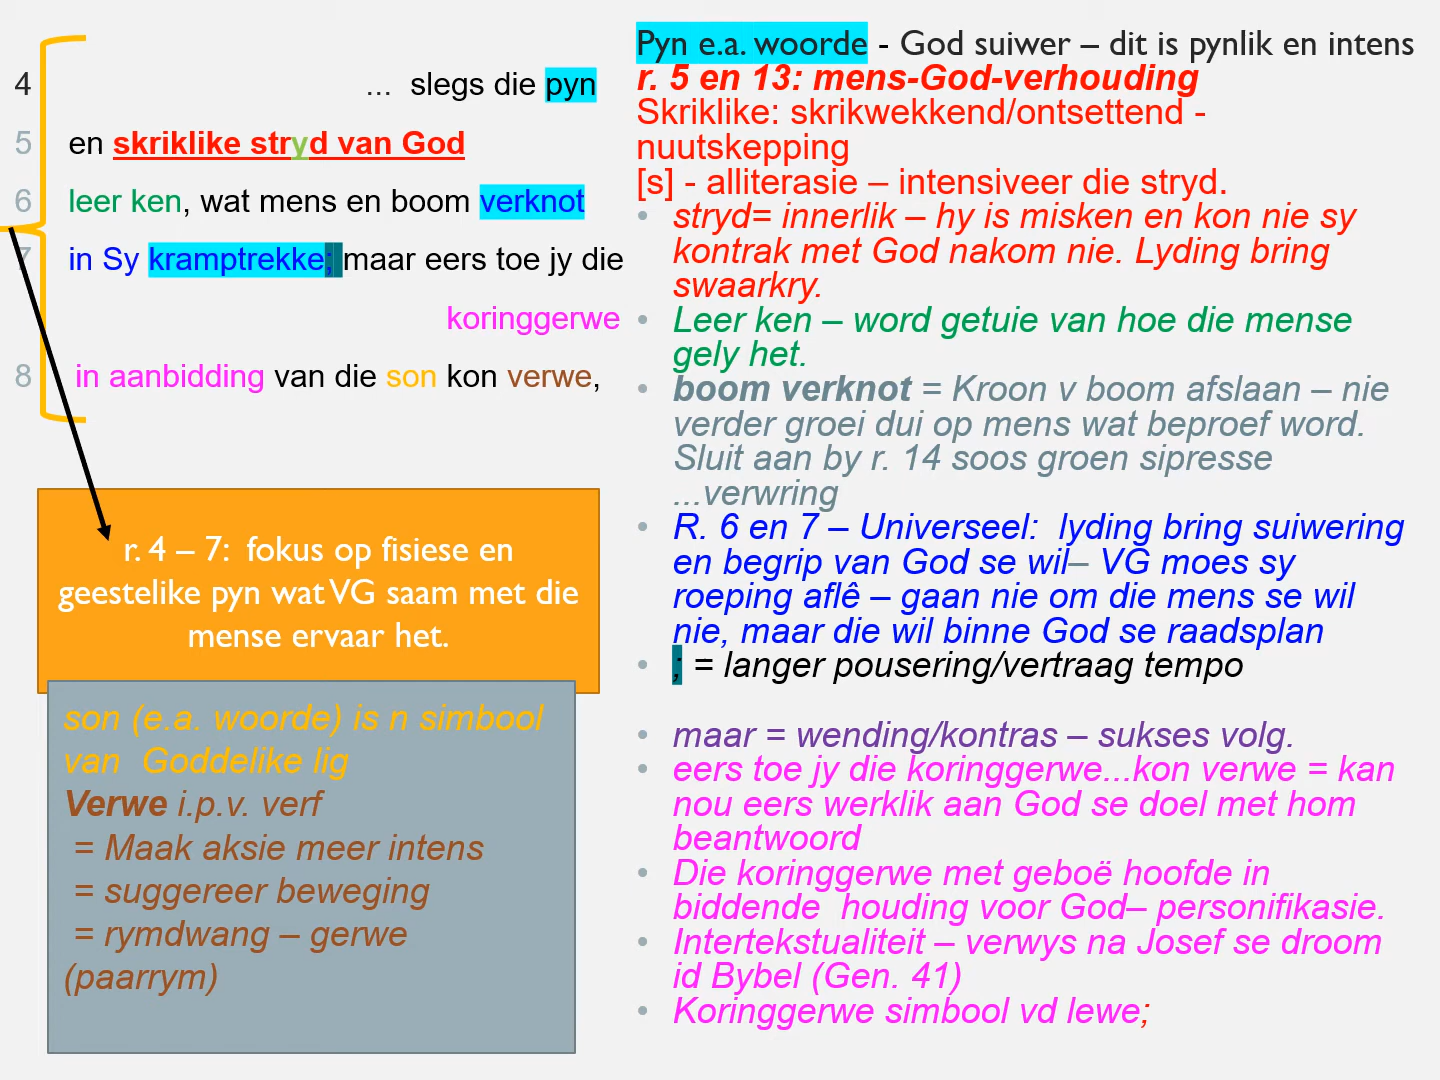 4 ... slegs die pyn
5 en skriklike stryd van God
6 leer ken, wat mens en boom verknot
7 in Sy kramptrekke; maar eers toe jy die
koringgerwe
8 in aanbidding van die son kon verwe,
r. 4 – 7: fokus op fisiese en
geestelike pyn wat VG saam met die
mense ervaar het.
son (e.a. woorde) is n simbool
van Goddelike lig
Verwe i.p.v. verf
= Maak aksie meer intens
= suggereer beweging
= rymdwang – gerwe
(paarrym)
Pyn e.a. woorde - God suiwer – dit is pynlik en intens
r. 5 en 13: mens-God-verhouding
Skriklike: skrikwekkend/ontsettend -
nuutskepping
[s] - alliterasie – intensiveer die stryd.
• stryd= innerlik – hy is misken en kon nie sy
kontrak met God nakom nie. Lyding bring
swaarkry.
• Leer ken – word getuie van hoe die mense
gely het.
• boom verknot = Kroon v boom afslaan – nie
verder groei dui op mens wat beproef word.
Sluit aan by r. 14 soos groen sipresse
...verwring
• R. 6 en 7 – Universeel: lyding bring suiwering
en begrip van God se wil– VG moes sy
roeping aflê – gaan nie om die mens se wil
nie, maar die wil binne God se raadsplan
• ; = langer pousering/vertraag tempo
• maar = wending/kontras – sukses volg.
• eers toe jy die koringgerwe...kon verwe = kan
nou eers werklik aan God se doel met hom
beantwoord
• Die koringgerwe met geboë hoofde in
biddende houding voor God– personifikasie.
• Intertekstualiteit – verwys na Josef se droom
id Bybel (Gen. 41)
• Koringgerwe simbool vd lewe;